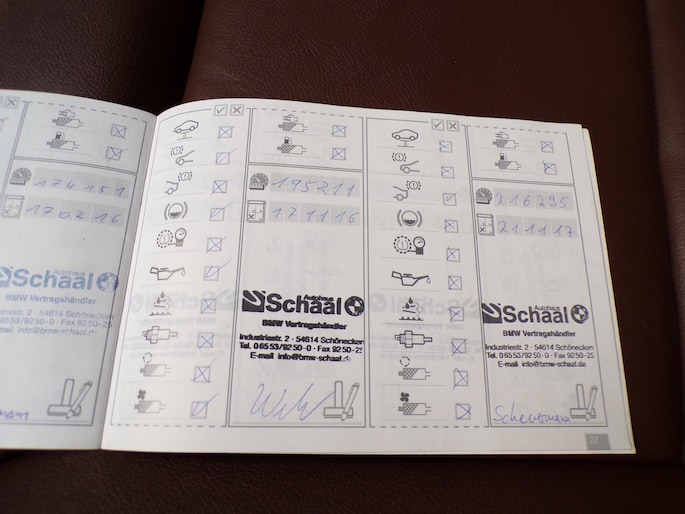 174151
170216
Autohaus
Schaal
BMW Vertragshändler
nestr. 2 · 54614 Schönecken
6553/9250-0 · Fax 9250-25
mail info@bmw-schaal.de
195211
171116
Autohaus
Schaal
BMW Vertragshändler
Industriestr. 2 · 54614 Schönecken
Tel. 06553/9250-0 · Fax 9250-25
E-mail info@bmw-schaal.de
216295
211117
Autohaus
Schaal
BMW Vertragshändler
Industriestr. 2 · 54614 Schönecken
Tel. 06553/9250-0 · Fax 9250-25
E-mail info@bmw-schaal.de
27